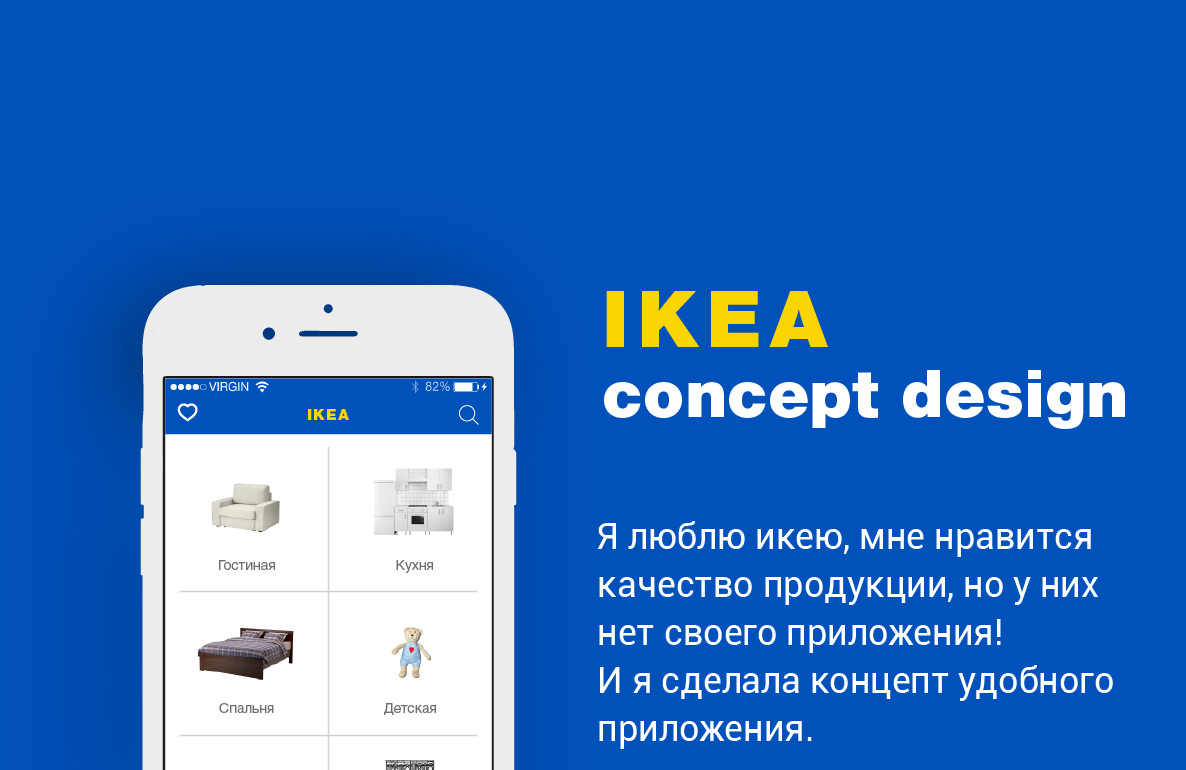 IKEA
concept design
Я люблю икею, мне нравится
качество продукции, но у них
нет своего приложения!
И я сделала концепт удобного
приложения.
VIRGIN 82%
IKEA
Гостиная Кухня
Спальня Детская